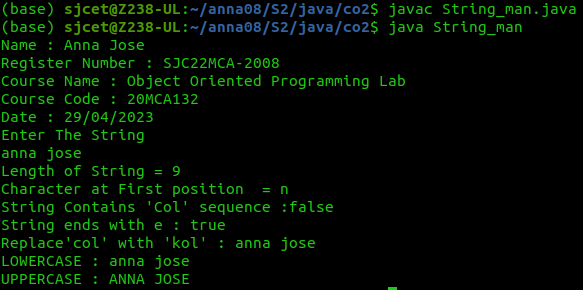 (base) sjcet@Z238-UL:~/anna08/S2/java/co2$ javac String_man.java
(base) sjcet@Z238-UL:~/anna08/S2/java/co2$ java String_man
Name : Anna Jose
Register Number : SJC22MCA-2008
Course Name : Object Oriented Programming Lab
Course Code : 20MCA132
Date : 29/04/2023
Enter The String
anna jose
Length of String = 9
Character at First position  = n
String Contains 'Col' sequence :false
String ends with e : true
Replace'col' with 'kol' : anna jose
LOWERCASE : anna jose
UPPERCASE : ANNA JOSE